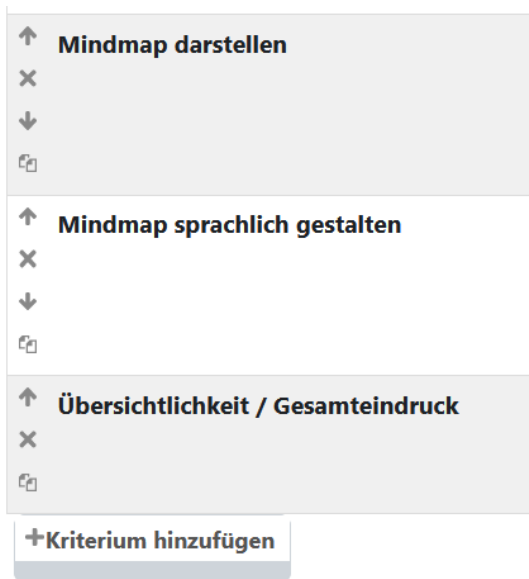 Mindmap darstellen
Mindmap sprachlich gestalten
Übersichtlichkeit / Gesamteindruck
+Kriterium hinzufügen